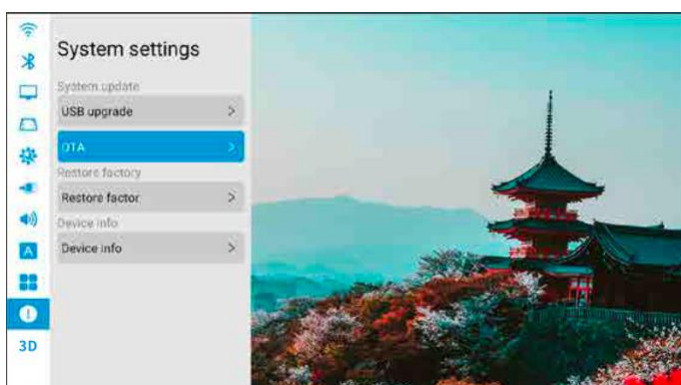 System settings
System update
USB upgrade
OTA
Restore factory
Restore factor
Device info
Device info
A
3D